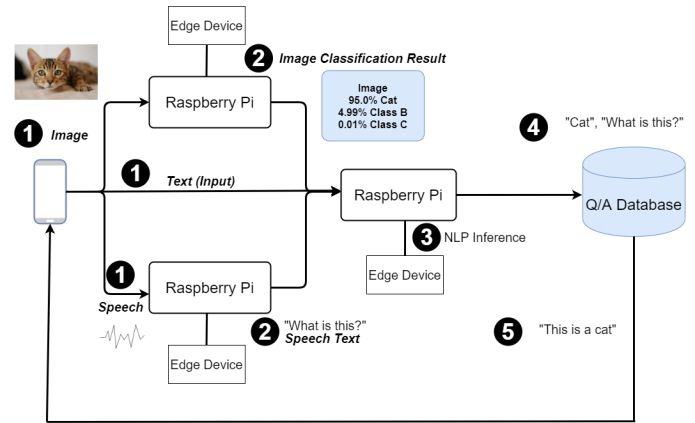 Edge Device
2
Image Classification Result
Raspberry Pi
Image
95.0% Cat
4.99% Class B
0.01% Class C
1
Image
4
"Cat", "What is this?"
1
Text (Input)
Raspberry Pi
Q/A Database
3
NLP Inference
Edge Device
1
Speech
Raspberry Pi
2
"What is this?"
Speech Text
Edge Device
5
"This is a cat"